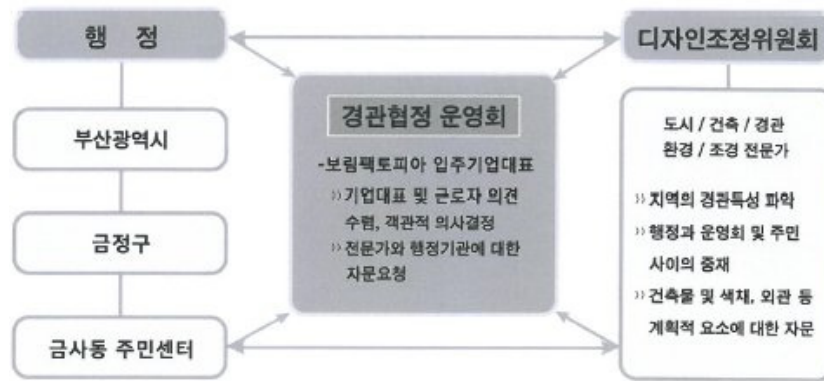 행 정
부산광역시
금정구
금사동 주민센터
경관협정 운영회
-보림팩토피아 입주기업대표
»기업대표 및 근로자 의견
수렴, 객관적 의사결정
»전문가와 행정기관에 대한
자문요청
디자인조정위원회
도시 / 건축 / 경관
환경 / 조경 전문가
»지역의 경관특성 파악
»행정과 운영회 및 주민
사이의 중재
»건축물 및 색채, 외관 등
계획적 요소에 대한 자문